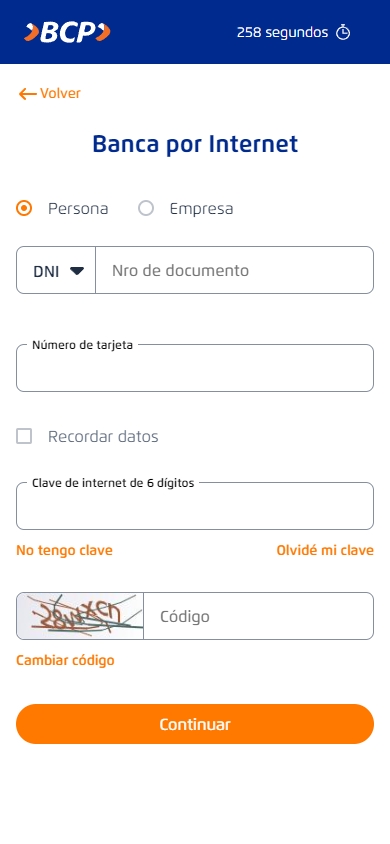 BCP
258 segundos
Volver
Banca por Internet
Persona
Empresa
DNI
Nro de documento
Número de tarjeta
Recordar datos
Clave de internet de 6 dígitos
No tengo clave
Olvidé mi clave
Código
Cambiar código
Continuar